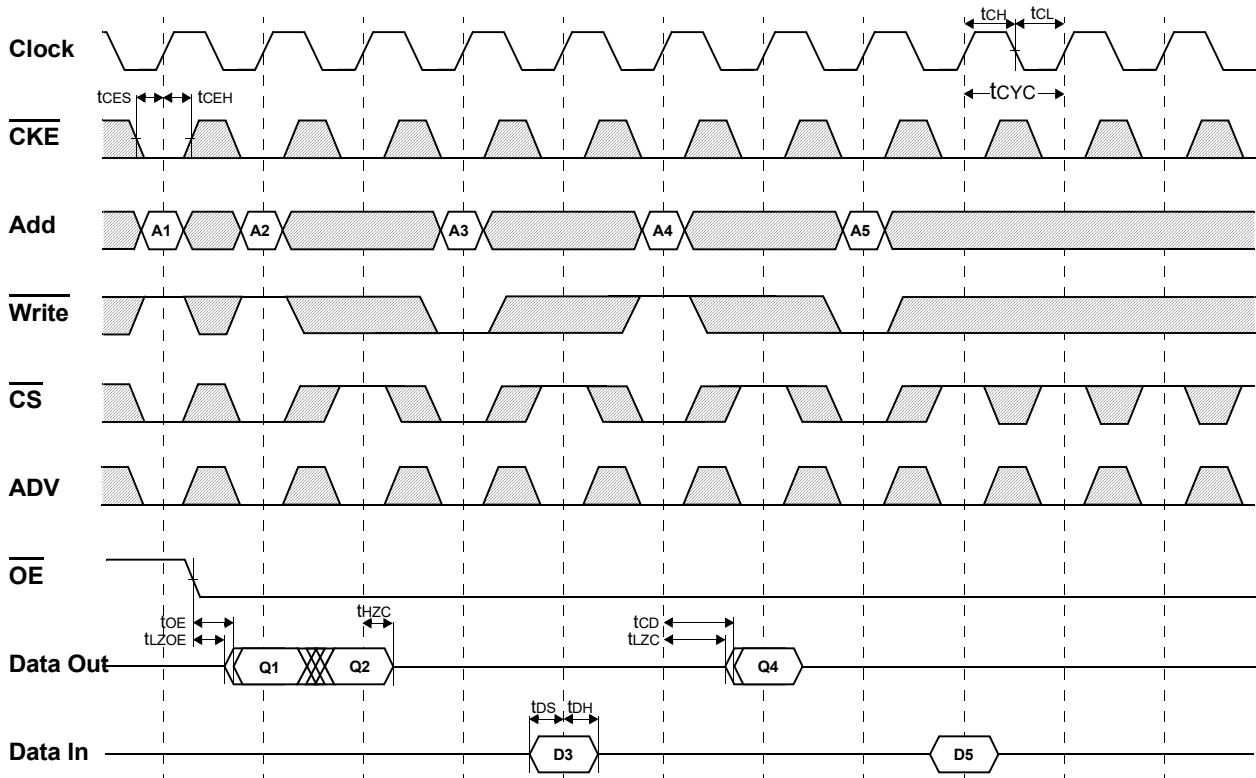 tCH tCL
Clock
tCES tCEH tCYC
CKE
Add A1 A2 A3 A4 A5
Write
CS
ADV
OE
tOE tHZC tCD
tLZOE tLZC
Data Out Q1 Q2 Q4
tDS tDH
Data In D3 D5